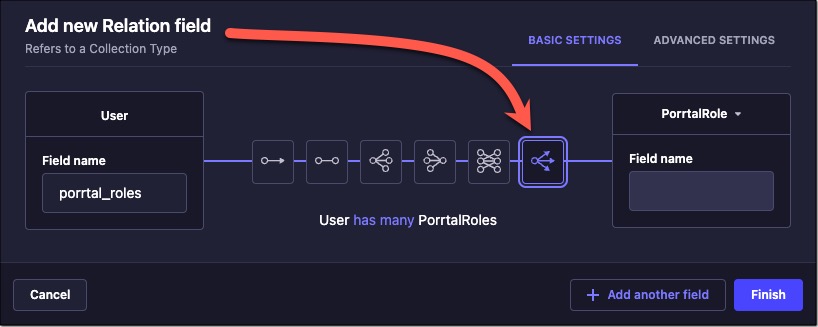 Add new Relation field
Refers to a Collection Type
BASIC SETTINGS
ADVANCED SETTINGS
User
Field name
porrtal_roles
PorrtalRole
Field name
User has many PorrtalRoles
Cancel
+ Add another field
Finish